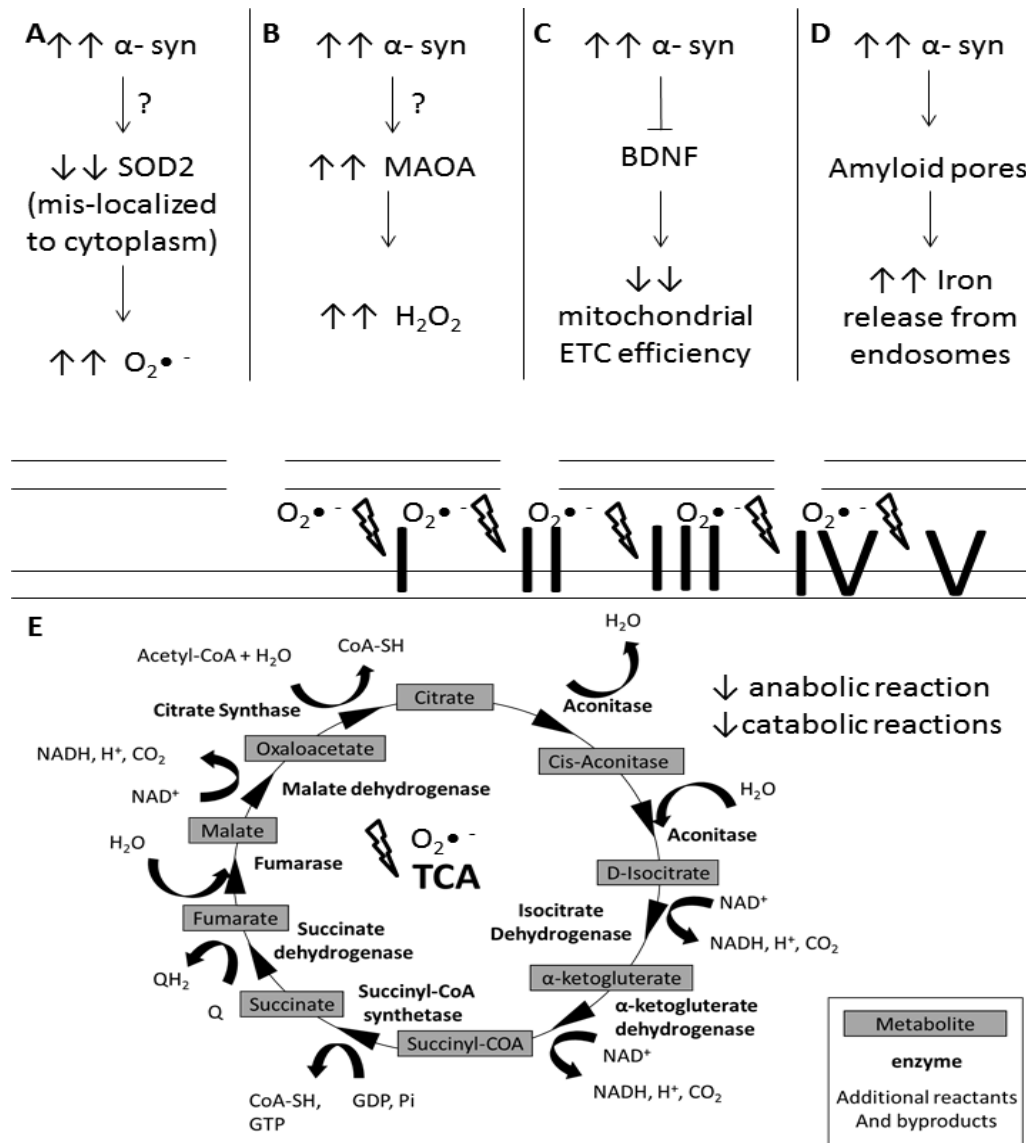 A
↑↑ α- syn
?
↓↓ SOD2
(mis-localized
to cytoplasm)
↑↑ O₂• -
B
↑↑ α- syn
?
↑↑ MAOA
↑↑ H₂O₂
C
↑↑ α- syn
BDNF
↓↓
mitochondrial
ETC efficiency
D
↑↑ α- syn
Amyloid pores
↑↑ Iron
release from
endosomes
O₂• - O₂• - O₂• - O₂• - O₂• -
I II III IV V
E
Acetyl-CoA + H₂O
CoA-SH
Citrate
H₂O
Aconitase
↓ anabolic reaction
↓ catabolic reactions
Citrate Synthase
Oxaloacetate
Cis-Aconitase
NADH, H⁺, CO₂
NAD⁺
Malate dehydrogenase
H₂O
Aconitase
Malate
H₂O
Fumarase
O₂• -
TCA
D-Isocitrate
NAD⁺
NADH, H⁺, CO₂
Isocitrate
Dehydrogenase
Fumarate
Succinate
dehydrogenase
QH₂
Q
α-ketogluterate
α-ketogluterate
dehydrogenase
Succinate
Succinyl-CoA
synthetase
Succinyl-COA
NAD⁺
NADH, H⁺, CO₂
CoA-SH,
GTP
GDP, Pi
Metabolite
enzyme
Additional reactants
And byproducts